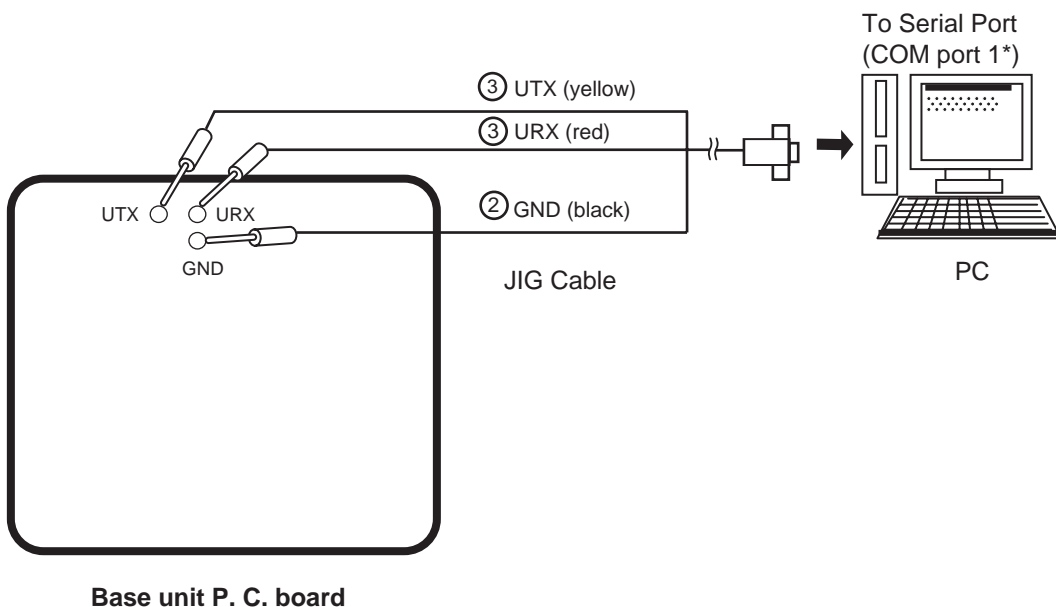 To Serial Port
(COM port 1*)
③ UTX (yellow)
③ URX (red)
② GND (black)
UTX
URX
GND
JIG Cable
PC
Base unit P. C. board